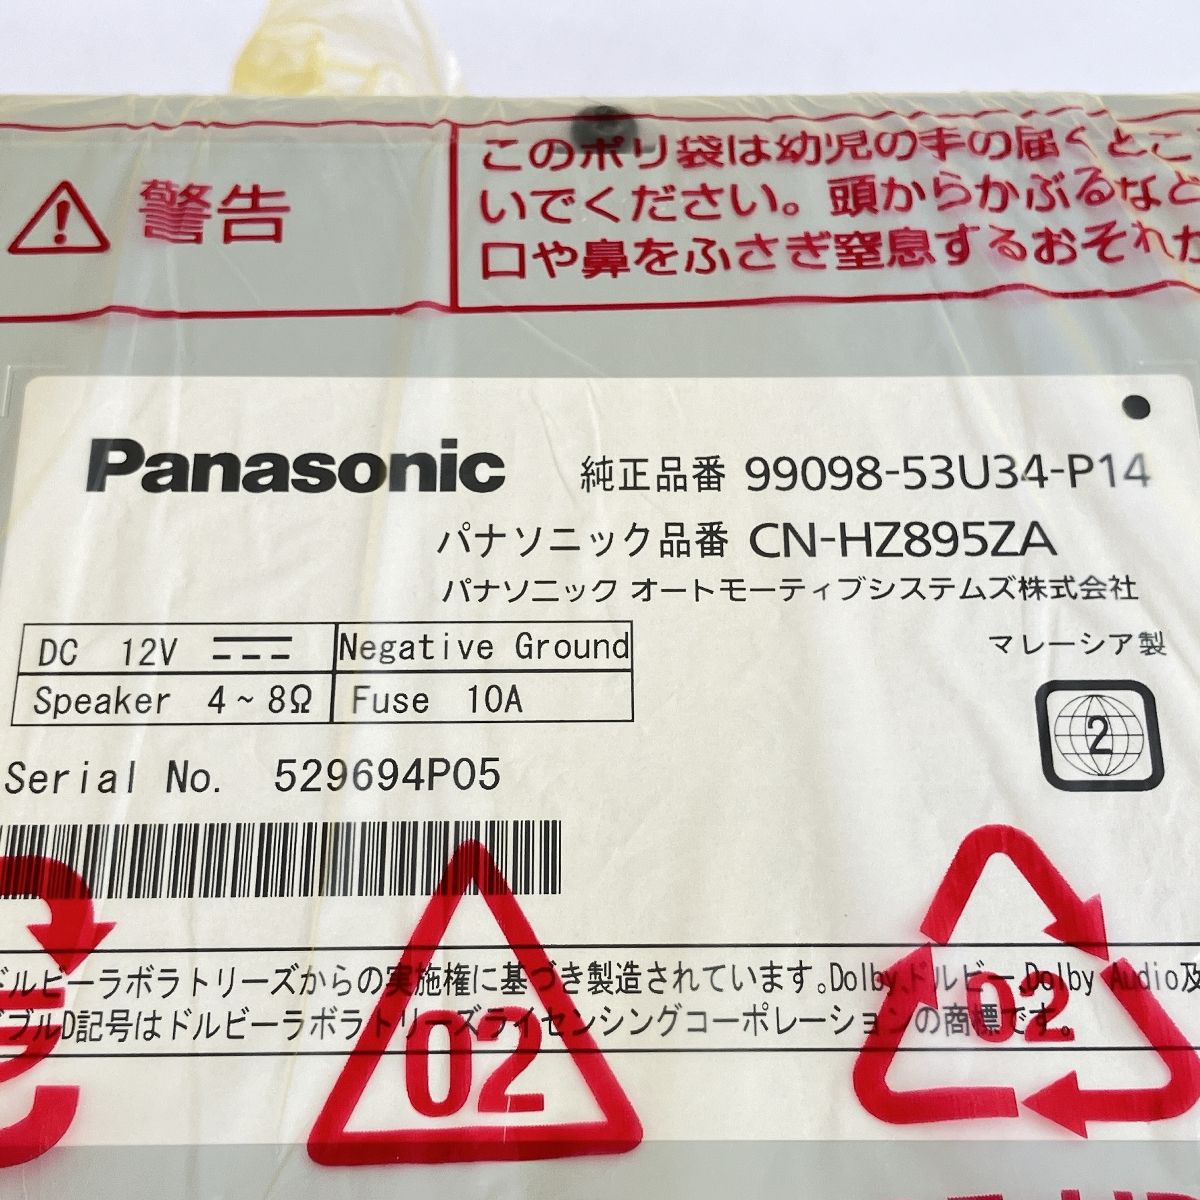 警告
このポリ袋は幼児の手の届くとこ
いでください。頭からかぶるなど
口や鼻をふさぎ窒息するおそれが
Panasonic 純正品番 99098-53U34-P14
パナソニック品番 CN-HZ895ZA
パナソニック オートモーティブシステムズ株式会社
DC 12V Negative Ground
マレーシア製
Speaker 4~8Ω Fuse 10A
2
Serial No. 529694P05
ドルビーラボラトリーズからの実施権に基づき製造されています。Dolby、ドルビー、Dolby Audio及
ブルD記号はドルビーラボラトリーズライセンシングコーポレーションの商標です。
02
02